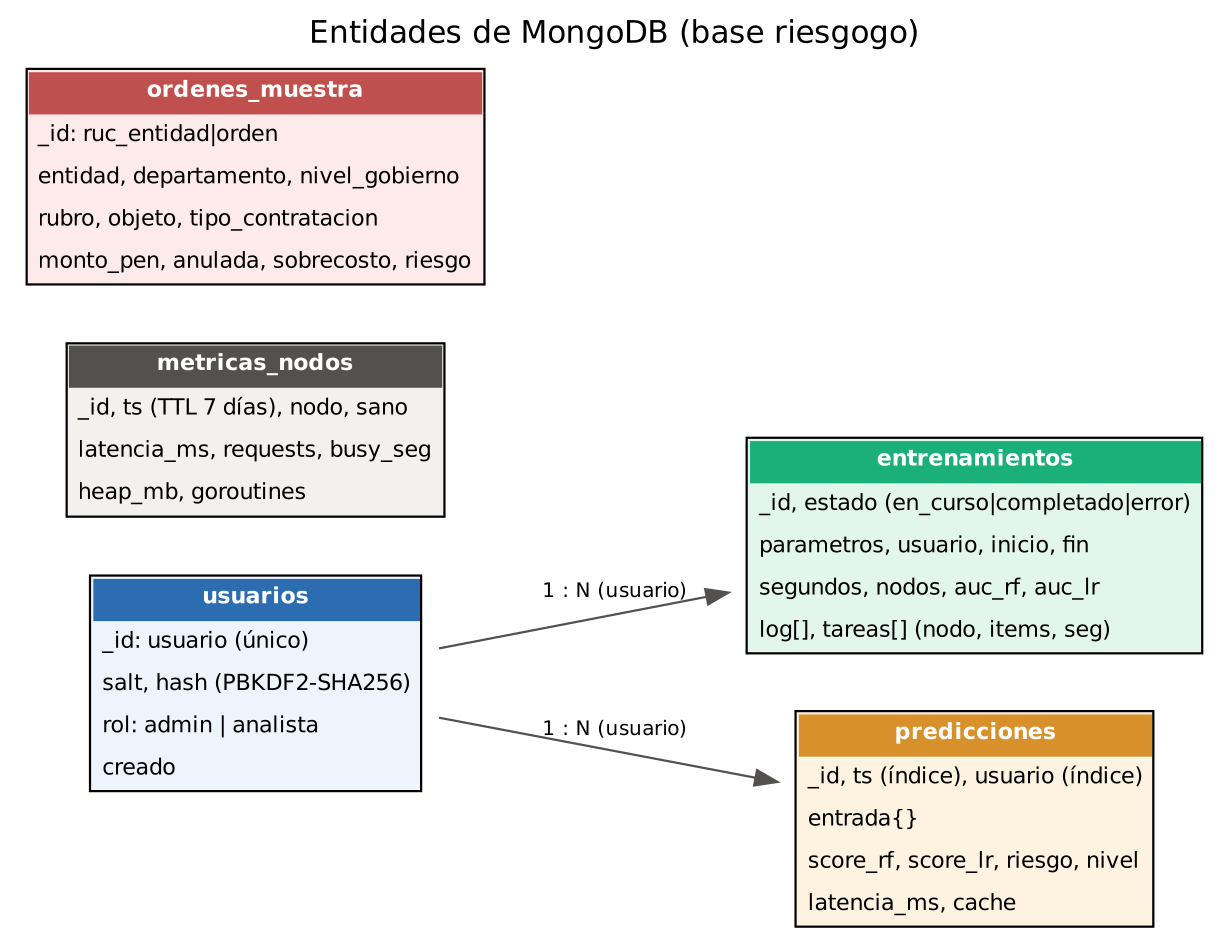 Entidades de MongoDB (base riesgogo)
ordenes_muestra
_id: ruc_entidad|orden
entidad, departamento, nivel_gobierno
rubro, objeto, tipo_contratacion
monto_pen, anulada, sobrecosto, riesgo
metricas_nodos
_id, ts (TTL 7 días), nodo, sano
latencia_ms, requests, busy_seg
heap_mb, goroutines
usuarios
_id: usuario (único)
salt, hash (PBKDF2-SHA256)
rol: admin | analista
creado
1 : N (usuario)
1 : N (usuario)
entrenamientos
_id, estado (en_curso|completado|error)
parametros, usuario, inicio, fin
segundos, nodos, auc_rf, auc_lr
log[], tareas[] (nodo, items, seg)
predicciones
_id, ts (índice), usuario (índice)
entrada{}
score_rf, score_lr, riesgo, nivel
latencia_ms, cache